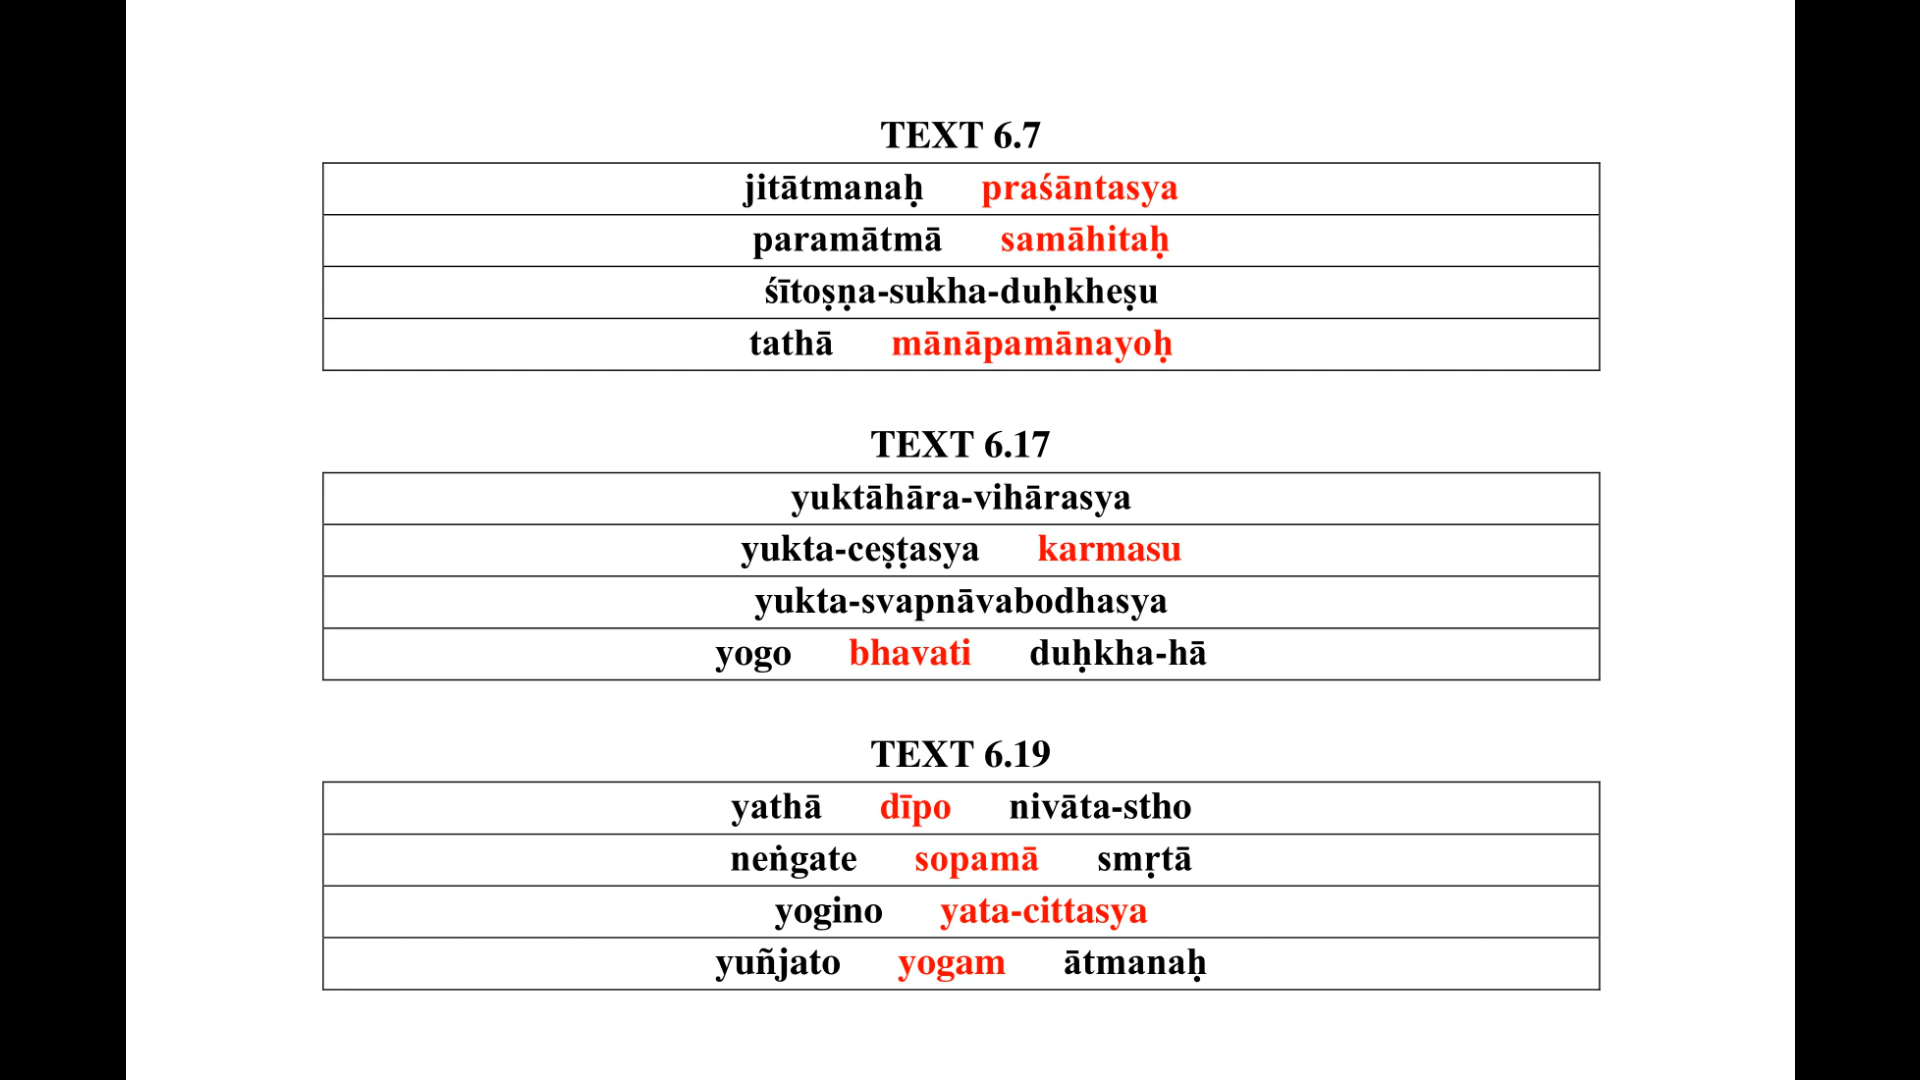 TEXT 6.7
jitātmanaḥ praśāntasya
paramātmā samāhitaḥ
śītoṣṇa-sukha-duḥkheṣu
tathā mānāpamānayoḥ
TEXT 6.17
yuktāhāra-vihārasya
yukta-ceṣṭasya karmasu
yukta-svapnāvabodhasya
yogo bhavati duḥkha-hā
TEXT 6.19
yathā dīpo nivāta-stho
neṅgate sopamā smṛtā
yogino yata-cittasya
yuñjato yogam ātmanaḥ